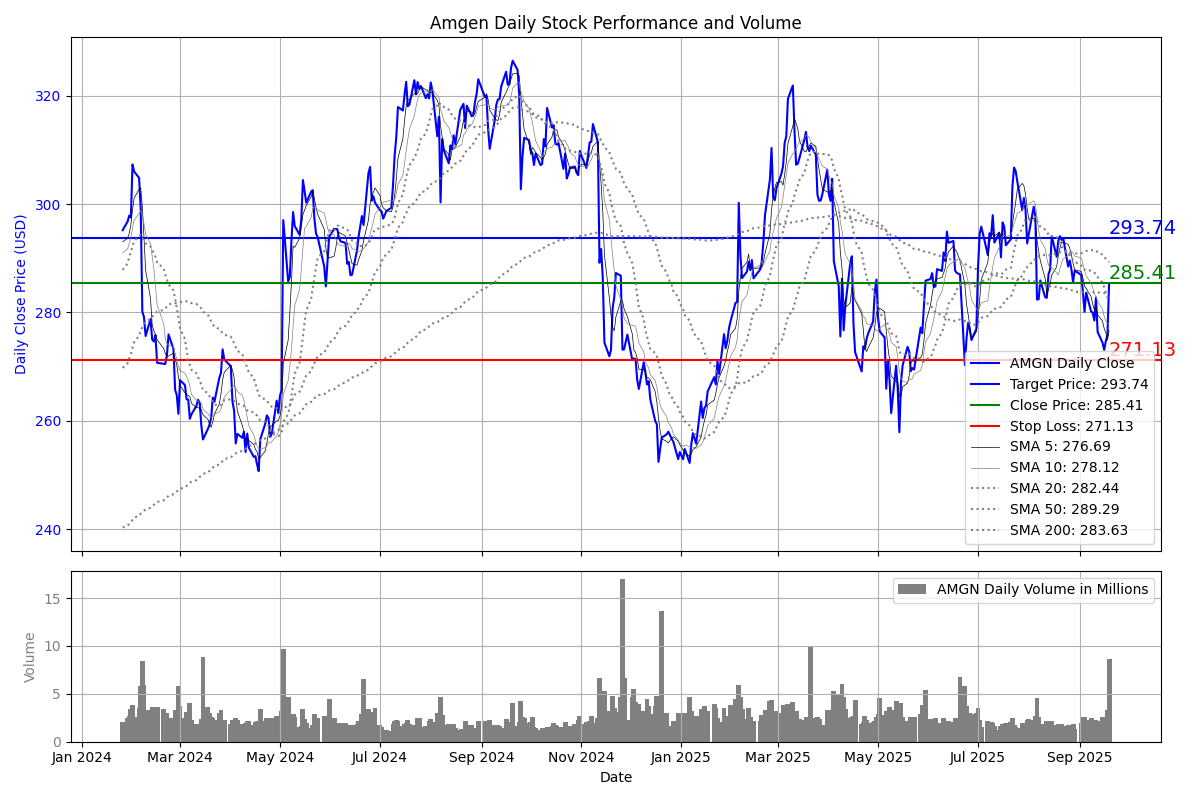 Amgen Daily Stock Performance and Volume
Daily Close Price (USD)
320
300
280
260
240
293.74
285.41
271.13
AMGN Daily Close
Target Price: 293.74
Close Price: 285.41
Stop Loss: 271.13
SMA 5: 276.69
SMA 10: 278.12
SMA 20: 282.44
SMA 50: 289.29
SMA 200: 283.63
Volume
15
10
5
0
AMGN Daily Volume in Millions
Jan 2024 Mar 2024 May 2024 Jul 2024 Sep 2024 Nov 2024 Jan 2025 Mar 2025 May 2025 Jul 2025 Sep 2025
Date